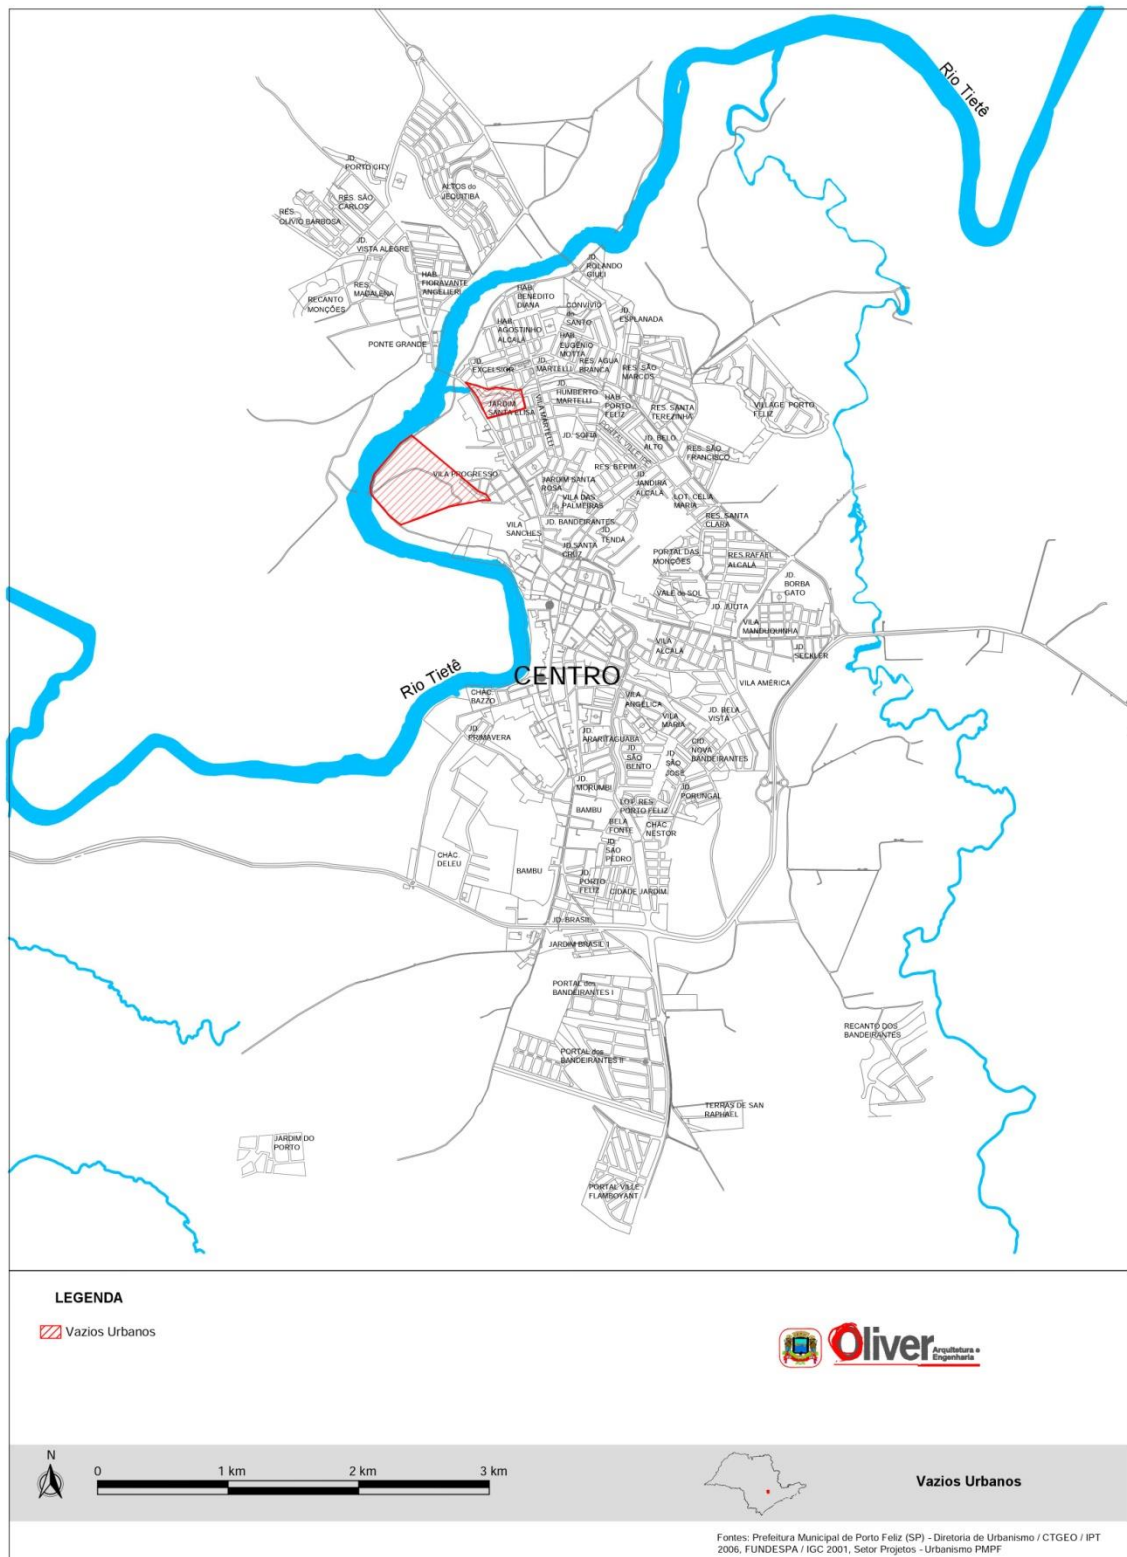 Rio Tietê
JD.
PORTO CITY
ALTOS do
JEQUITIBÁ
RES. SÃO
CARLOS
RES.
OLIVIO BARBOSA
JD.
VISTA ALEGRE
HAB.
FIORAVANTE
ANGELIERI
RES.
MADALENA
RECANTO
MONÇÕES
PONTE GRANDE
JD.
ROLANDO
GIULI
HAB.
BENEDITO
DIANA
CONVÍVIO
do
SANTO
JD.
ESPLANADA
HAB.
AGOSTINHO
ALCALÁ
HAB.
EUGÊNIO
MOTTA
JD.
EXCELSIOR
JD.
MARTELLI
RES. ÁGUA
BRANCA
RES. SÃO
MARCOS
JARDIM
SANTA ELISA
VILA MARTELLI
JD.
HUMBERTO
MARTELLI
HAB.
PORTO
FELIZ
RES. SANTA
TEREZINHA
VILLAGE PORTO
FELIZ
JD. SOFIA
JD. BELO
ALTO
RES. SÃO
FRANCISCO
VILA PROGRESSO
JARDIM SANTA
ROSA
RES. BEPIM
JD.
JANDIRA
ALCALÁ
VILA DAS
PALMEIRAS
LOT. CÉLIA
MARIA
VILA
SANCHES
JD. BANDEIRANTES
JD.
TENDÁ
RES. SANTA
CLARA
JD.SANTA
CRUZ
PORTAL DAS
MONÇÕES
RES.RAFAEL
ALCALÁ
JD.
BORBA
GATO
VALE do SOL
JD. JULITA
VILA
MANDUQUINHA
VILA
ALCALÁ
JD.
SECKLER
Rio Tietê
CENTRO
VILA AMÉRICA
CHÁC.
BAZZO
VILA
ANGÉLICA
JD. BELA
VISTA
VILA
MARIA
JD.
PRIMAVERA
JD.
ARARITAGUABA
CID.
NOVA
BANDEIRANTES
JD.
SÃO
BENTO
JD.
SÃO
JOSÉ
JD.
MORUMBI
JD.
PORUNGAL
BAMBU
LOT. RES.
PORTO FELIZ
BELA
FONTE
CHÁC.
NESTOR
CHÁC.
DELEU
JD.
SÃO
PEDRO
BAMBU
JD.
PORTO
FELIZ
CIDADE JARDIM
JD. BRASIL
JARDIM BRASIL II
PORTAL dos
BANDEIRANTES I
RECANTO DOS
BANDEIRANTES
PORTAL dos
BANDEIRANTES II
TERRAS DE SAN
RAPHAEL
JARDIM DO
PORTO
PORTAL VILLE
FLAMBOYANT
LEGENDA
Vazios Urbanos
Oliver Arquitetura e
Engenharia
N
0 1 km 2 km 3 km
Vazios Urbanos
Fontes: Prefeitura Municipal de Porto Feliz (SP) - Diretoria de Urbanismo / CTGEO / IPT
2006, FUNDESPA / IGC 2001, Setor Projetos - Urbanismo PMPF